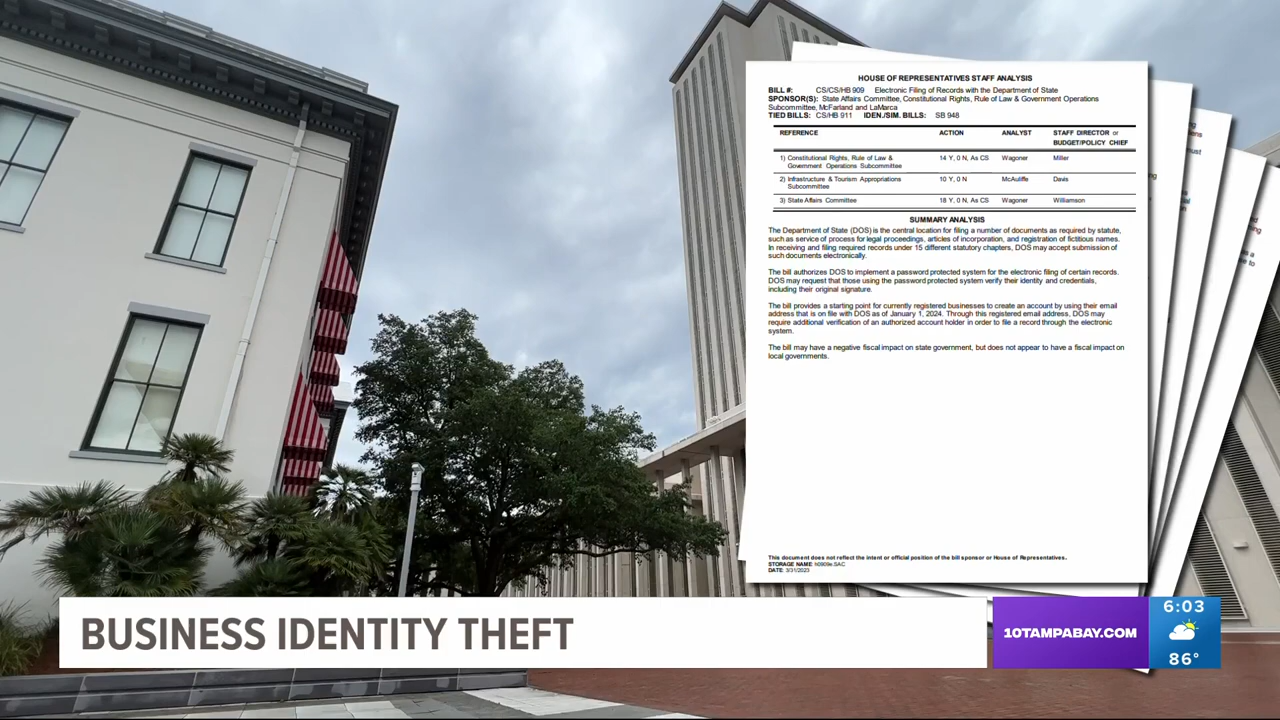 HOUSE OF REPRESENTATIVES STAFF ANALYSIS
BILL #: CS/CS/HB 909 Electronic Filing of Records with the Department of State
SPONSOR(S): State Affairs Committee, Constitutional Rights, Rule of Law & Government Operations
Subcommittee, McFarland and LaMarca
TIED BILLS: CS/HB 911 IDEN./SIM. BILLS: SB 948
REFERENCE ACTION ANALYST STAFF DIRECTOR or
BUDGET/POLICY CHIEF
1) Constitutional Rights, Rule of Law & 14 Y, 0 N, As CS Wagoner Miller
Government Operations Subcommittee
2) Infrastructure & Tourism Appropriations 10 Y, 0 N McAuliffe Davis
Subcommittee
3) State Affairs Committee 18 Y, 0 N, As CS Wagoner Williamson
SUMMARY ANALYSIS
The Department of State (DOS) is the central location for filing a number of documents as required by statute,
such as service of process for legal proceedings, articles of incorporation, and registration of fictitious names.
In receiving and filing required records under 15 different statutory chapters, DOS may accept submission of
such documents electronically.
The bill authorizes DOS to implement a password protected system for the electronic filing of certain records.
DOS may request that those using the password protected system verify their identity and credentials,
including their original signature.
The bill provides a starting point for currently registered businesses to create an account by using their email
address that is on file with DOS as of January 1, 2024. Through this registered email address, DOS may
require additional verification of an authorized account holder in order to file a record through the electronic
system.
The bill may have a negative fiscal impact on state government, but does not appear to have a fiscal impact on
local governments.
This document does not reflect the intent or official position of the bill sponsor or House of Representatives.
STORAGE NAME: h0909e.SAC
DATE: 3/31/2023
BUSINESS IDENTITY THEFT
10TAMPABAY.COM
6:03
86°